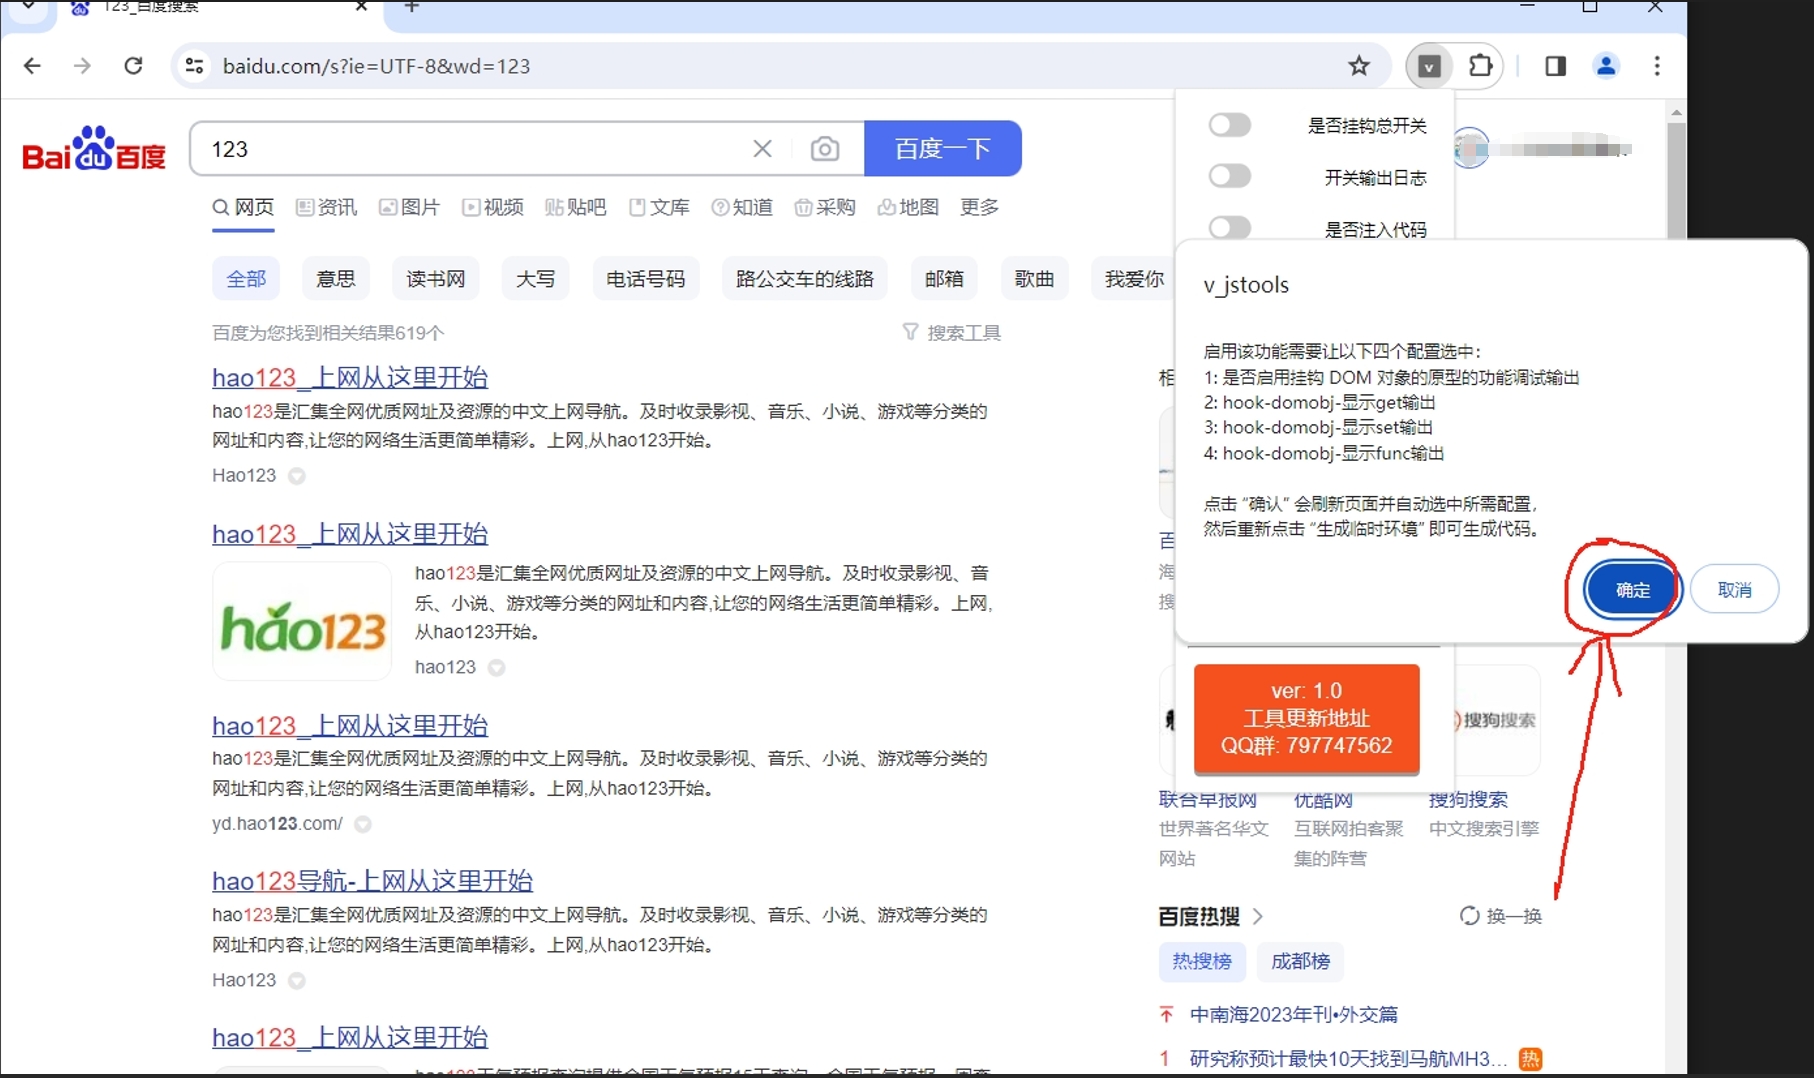 123_百度搜索
baidu.com/s?ie=UTF-8&wd=123
v
Bai du 百度
123
百度一下
网页 资讯 图片 视频 贴吧 文库 知道 采购 地图 更多
全部 意思 读书网 大写 电话号码 路公交车的线路 邮箱 歌曲 我爱你
百度为您找到相关结果619个
搜索工具
hao123_上网从这里开始
hao123是汇集全网优质网址及资源的中文上网导航。及时收录影视、音乐、小说、游戏等分类的
网址和内容,让您的网络生活更简单精彩。上网,从hao123开始。
Hao123
hao123_上网从这里开始
hao123
hao123是汇集全网优质网址及资源的中文上网导航。及时收录影视、音
乐、小说、游戏等分类的网址和内容,让您的网络生活更简单精彩。上网,
从hao123开始。
hao123
hao123_上网从这里开始
hao123是汇集全网优质网址及资源的中文上网导航。及时收录影视、音乐、小说、游戏等分类的
网址和内容,让您的网络生活更简单精彩。上网,从hao123开始。
yd.hao123.com/
hao123导航-上网从这里开始
hao123是汇集全网优质网址及资源的中文上网导航。及时收录影视、音乐、小说、游戏等分类的
网址和内容,让您的网络生活更简单精彩。上网,从hao123开始。
Hao123
hao123_上网从这里开始
是否挂钩总开关
开关输出日志
是否注入代码
v_jstools
启用该功能需要让以下四个配置选中：
1: 是否启用挂钩 DOM 对象的原型的功能调试输出
2: hook-domobj-显示get输出
3: hook-domobj-显示set输出
4: hook-domobj-显示func输出
点击 “确认” 会刷新页面并自动选中所需配置，
然后重新点击 “生成临时环境” 即可生成代码。
确定 取消
相
百
海
搜
ver: 1.0
工具更新地址
QQ群: 797747562
搜狗搜索
联合早报网 优酷网 搜狗搜索
世界著名华文 互联网拍客聚 中文搜索引擎
网站 集的阵营
百度热搜
换一换
热搜榜 成都榜
中南海2023年刊•外交篇
1 研究称预计最快10天找到马航MH3... 热